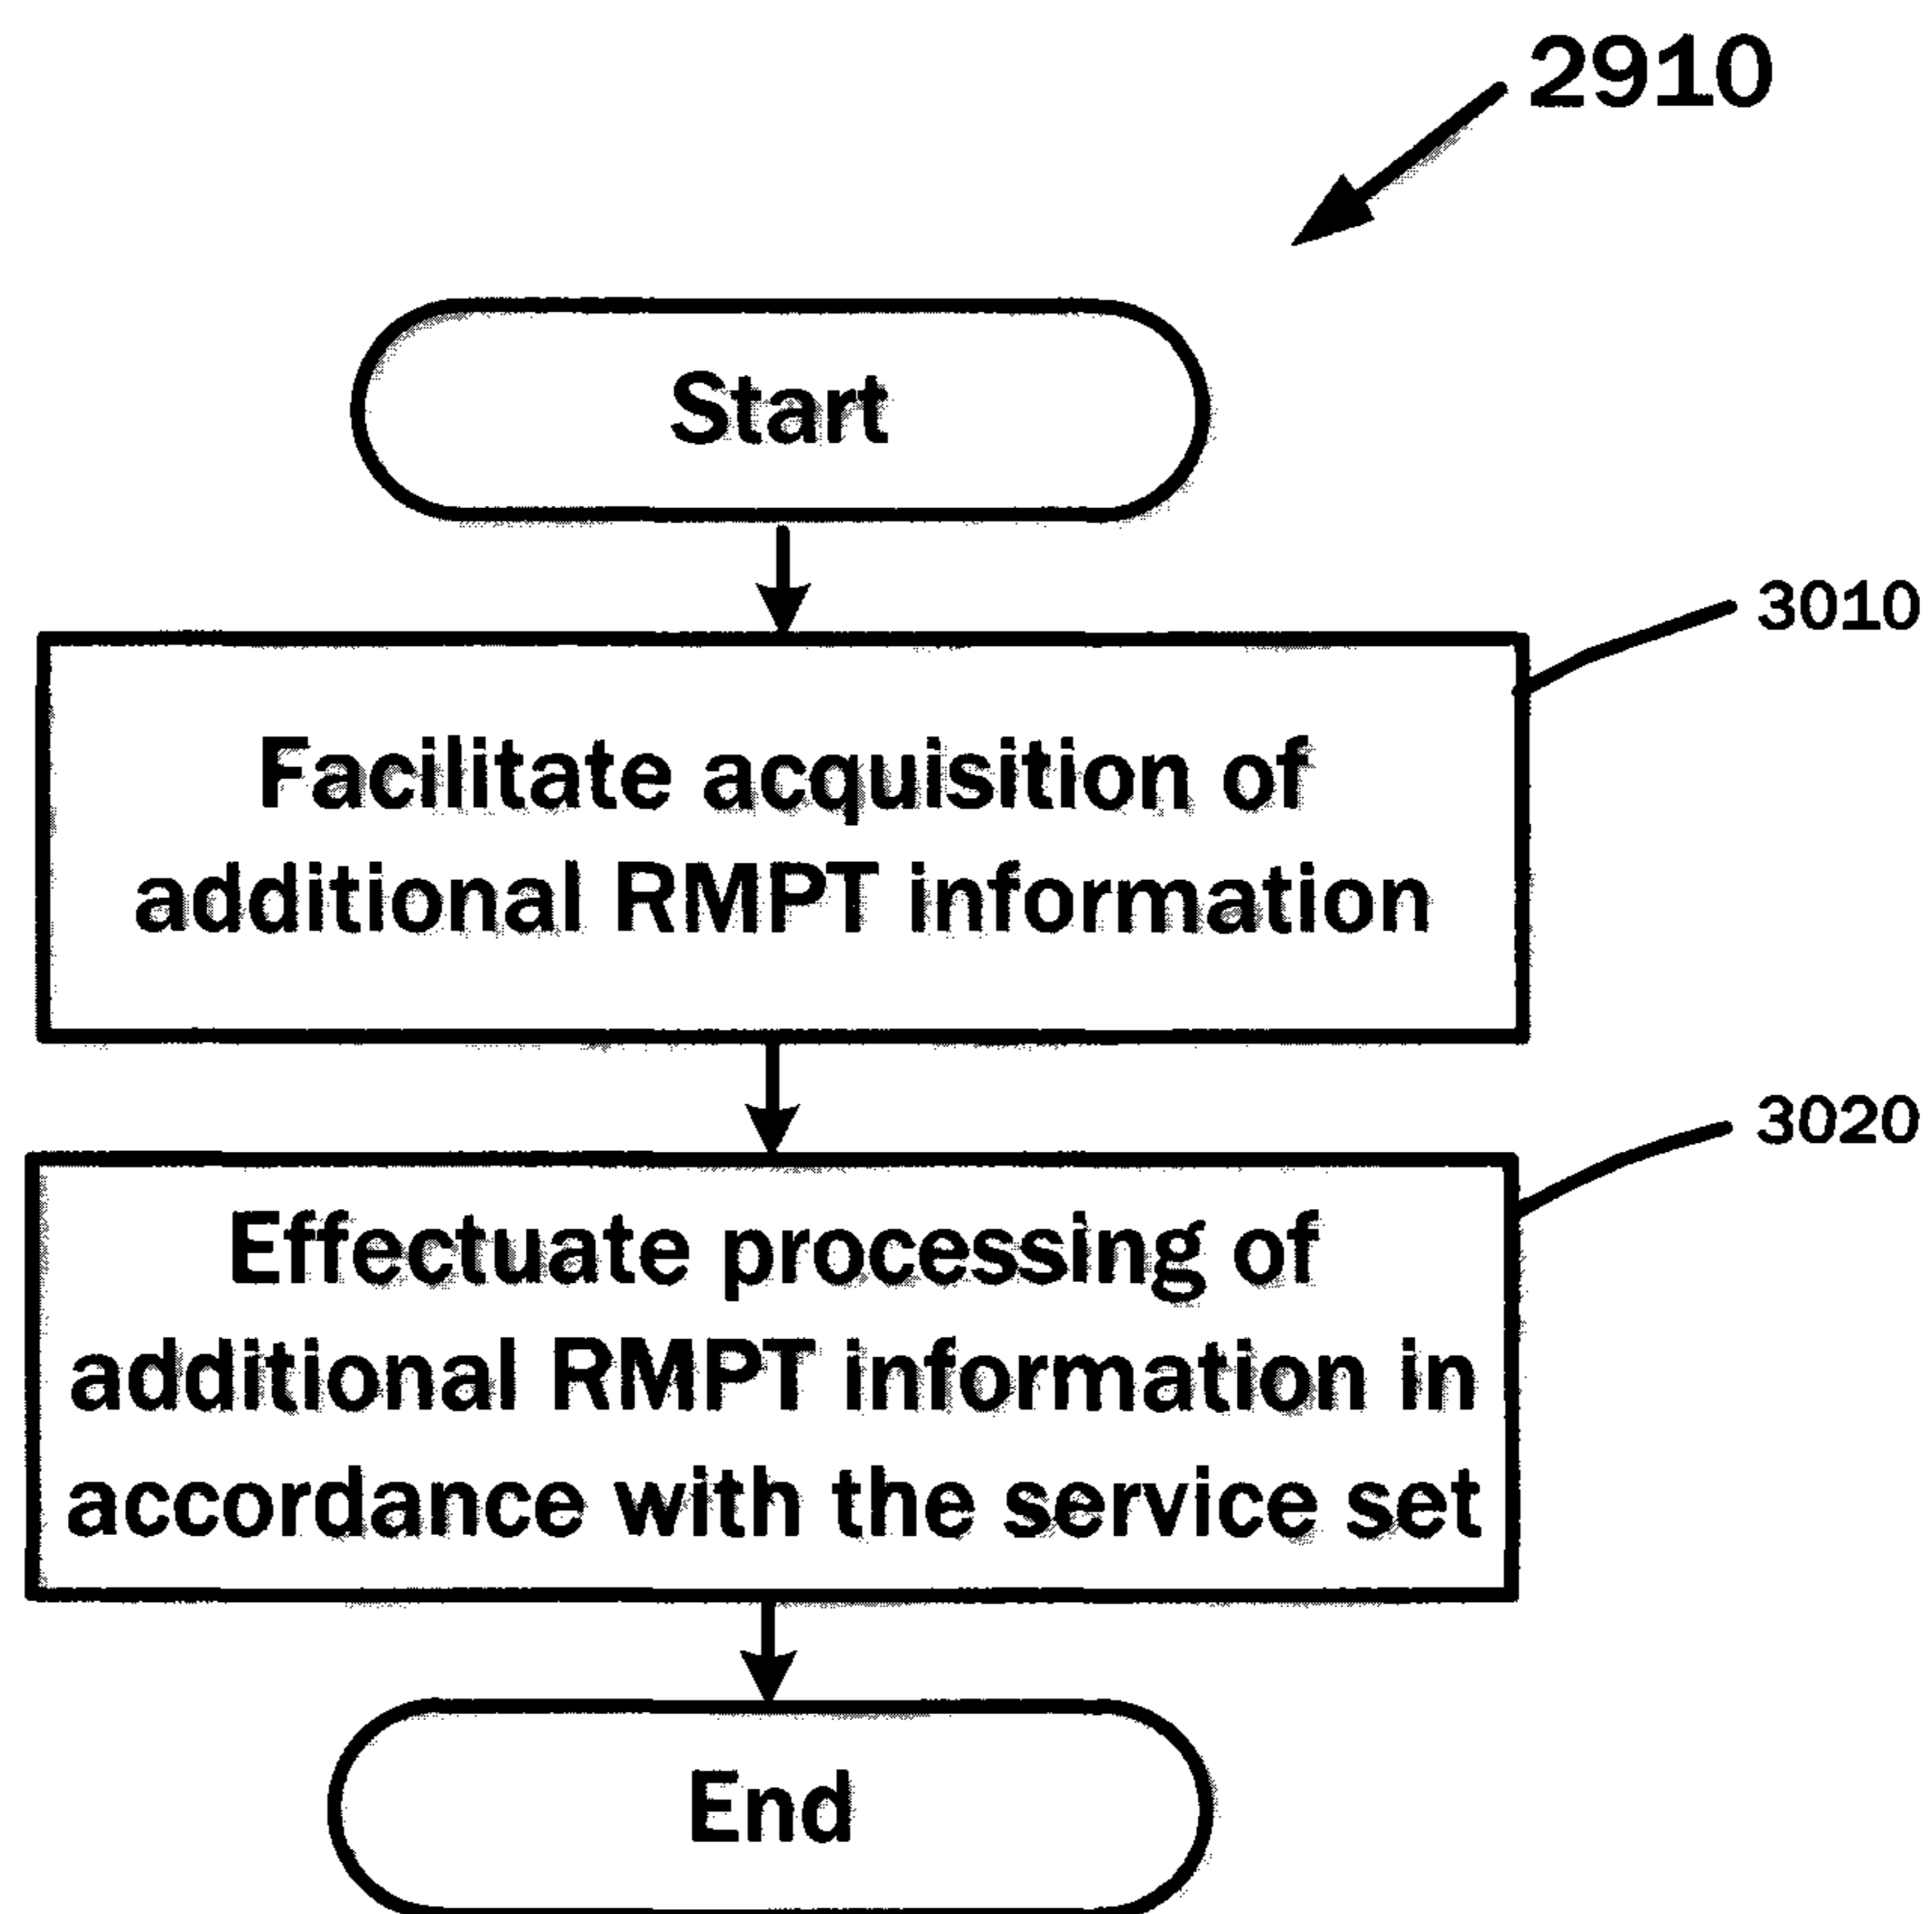 2910
Start
3010
Facilitate acquisition of
additional RMPT information
3020
Effectuate processing of
additional RMPT information in
accordance with the service set
End